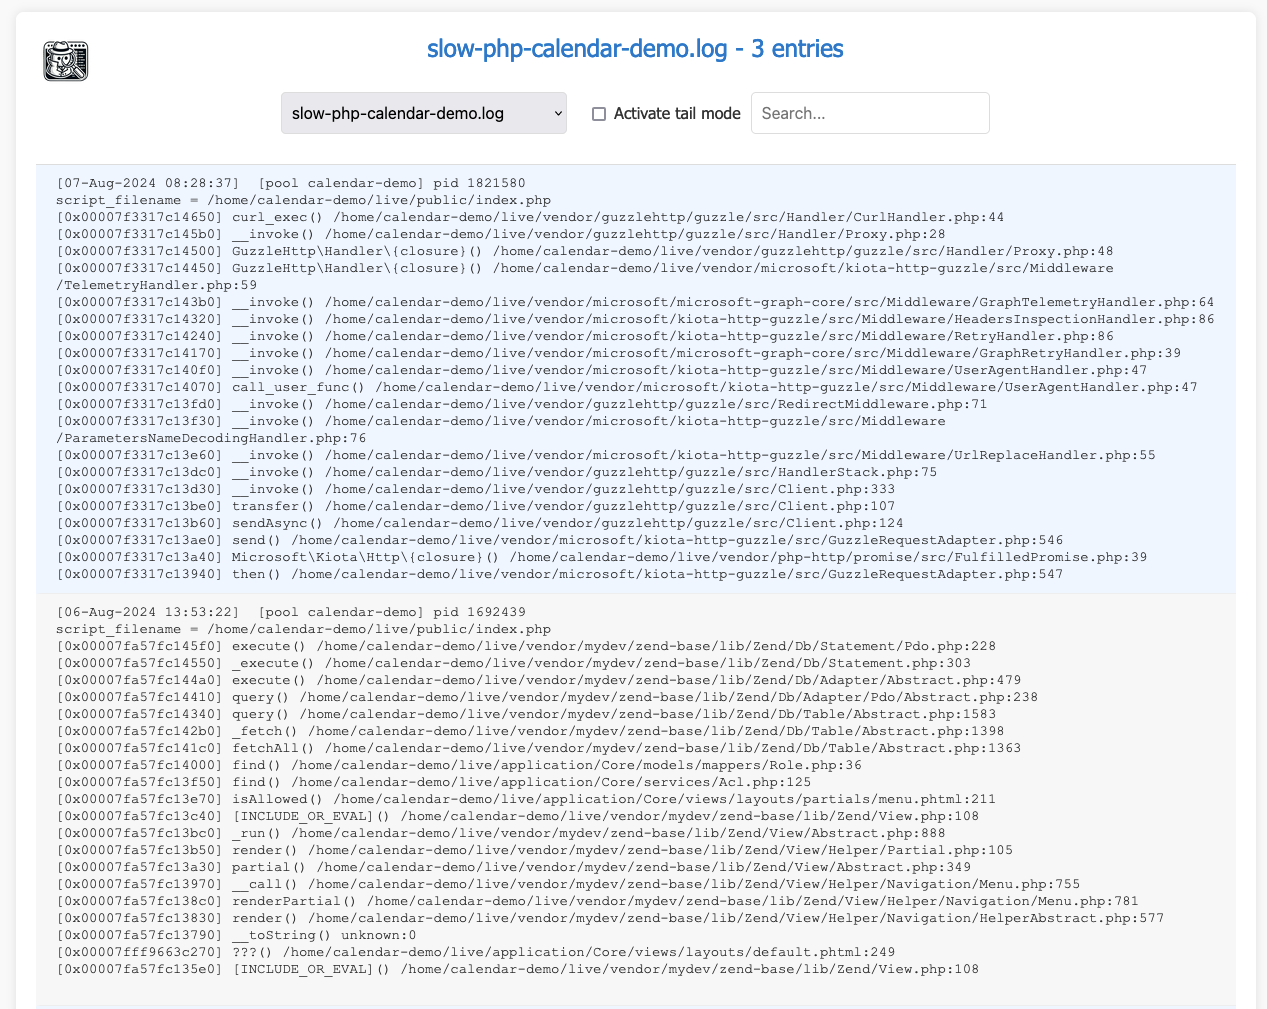 slow-php-calendar-demo.log - 3 entries
slow-php-calendar-demo.log
Activate tail mode
Search...
[07-Aug-2024 08:28:37]  [pool calendar-demo] pid 1821580
script_filename = /home/calendar-demo/live/public/index.php
[0x00007f3317c14650] curl_exec() /home/calendar-demo/live/vendor/guzzlehttp/guzzle/src/Handler/CurlHandler.php:44
[0x00007f3317c145b0] __invoke() /home/calendar-demo/live/vendor/guzzlehttp/guzzle/src/Handler/Proxy.php:28
[0x00007f3317c14500] GuzzleHttp\Handler\{closure}() /home/calendar-demo/live/vendor/guzzlehttp/guzzle/src/Handler/Proxy.php:48
[0x00007f3317c14450] GuzzleHttp\Handler\{closure}() /home/calendar-demo/live/vendor/microsoft/kiota-http-guzzle/src/Middleware
/TelemetryHandler.php:59
[0x00007f3317c143b0] __invoke() /home/calendar-demo/live/vendor/microsoft/microsoft-graph-core/src/Middleware/GraphTelemetryHandler.php:64
[0x00007f3317c14320] __invoke() /home/calendar-demo/live/vendor/microsoft/kiota-http-guzzle/src/Middleware/HeadersInspectionHandler.php:86
[0x00007f3317c14240] __invoke() /home/calendar-demo/live/vendor/microsoft/kiota-http-guzzle/src/Middleware/RetryHandler.php:86
[0x00007f3317c14170] __invoke() /home/calendar-demo/live/vendor/microsoft/microsoft-graph-core/src/Middleware/GraphRetryHandler.php:39
[0x00007f3317c140f0] __invoke() /home/calendar-demo/live/vendor/microsoft/kiota-http-guzzle/src/Middleware/UserAgentHandler.php:47
[0x00007f3317c14070] call_user_func() /home/calendar-demo/live/vendor/microsoft/kiota-http-guzzle/src/Middleware/UserAgentHandler.php:47
[0x00007f3317c13fd0] __invoke() /home/calendar-demo/live/vendor/guzzlehttp/guzzle/src/RedirectMiddleware.php:71
[0x00007f3317c13f30] __invoke() /home/calendar-demo/live/vendor/microsoft/kiota-http-guzzle/src/Middleware
/ParametersNameDecodingHandler.php:76
[0x00007f3317c13e60] __invoke() /home/calendar-demo/live/vendor/microsoft/kiota-http-guzzle/src/Middleware/UrlReplaceHandler.php:55
[0x00007f3317c13dc0] __invoke() /home/calendar-demo/live/vendor/guzzlehttp/guzzle/src/HandlerStack.php:75
[0x00007f3317c13d30] __invoke() /home/calendar-demo/live/vendor/guzzlehttp/guzzle/src/Client.php:333
[0x00007f3317c13be0] transfer() /home/calendar-demo/live/vendor/guzzlehttp/guzzle/src/Client.php:107
[0x00007f3317c13b60] sendAsync() /home/calendar-demo/live/vendor/guzzlehttp/guzzle/src/Client.php:124
[0x00007f3317c13ae0] send() /home/calendar-demo/live/vendor/microsoft/kiota-http-guzzle/src/GuzzleRequestAdapter.php:546
[0x00007f3317c13a40] Microsoft\Kiota\Http\{closure}() /home/calendar-demo/live/vendor/php-http/promise/src/FulfilledPromise.php:39
[0x00007f3317c13940] then() /home/calendar-demo/live/vendor/microsoft/kiota-http-guzzle/src/GuzzleRequestAdapter.php:547
[06-Aug-2024 13:53:22]  [pool calendar-demo] pid 1692439
script_filename = /home/calendar-demo/live/public/index.php
[0x00007fa57fc145f0] execute() /home/calendar-demo/live/vendor/mydev/zend-base/lib/Zend/Db/Statement/Pdo.php:228
[0x00007fa57fc14550] _execute() /home/calendar-demo/live/vendor/mydev/zend-base/lib/Zend/Db/Statement.php:303
[0x00007fa57fc144a0] execute() /home/calendar-demo/live/vendor/mydev/zend-base/lib/Zend/Db/Adapter/Abstract.php:479
[0x00007fa57fc14410] query() /home/calendar-demo/live/vendor/mydev/zend-base/lib/Zend/Db/Adapter/Pdo/Abstract.php:238
[0x00007fa57fc14340] query() /home/calendar-demo/live/vendor/mydev/zend-base/lib/Zend/Db/Table/Abstract.php:1583
[0x00007fa57fc142b0] _fetch() /home/calendar-demo/live/vendor/mydev/zend-base/lib/Zend/Db/Table/Abstract.php:1398
[0x00007fa57fc141c0] fetchAll() /home/calendar-demo/live/vendor/mydev/zend-base/lib/Zend/Db/Table/Abstract.php:1363
[0x00007fa57fc14000] find() /home/calendar-demo/live/application/Core/models/mappers/Role.php:36
[0x00007fa57fc13f50] find() /home/calendar-demo/live/application/Core/services/Acl.php:125
[0x00007fa57fc13e70] isAllowed() /home/calendar-demo/live/application/Core/views/layouts/partials/menu.phtml:211
[0x00007fa57fc13c40] [INCLUDE_OR_EVAL]() /home/calendar-demo/live/vendor/mydev/zend-base/lib/Zend/View.php:108
[0x00007fa57fc13bc0] _run() /home/calendar-demo/live/vendor/mydev/zend-base/lib/Zend/View/Abstract.php:888
[0x00007fa57fc13b50] render() /home/calendar-demo/live/vendor/mydev/zend-base/lib/Zend/View/Helper/Partial.php:105
[0x00007fa57fc13a30] partial() /home/calendar-demo/live/vendor/mydev/zend-base/lib/Zend/View/Abstract.php:349
[0x00007fa57fc13970] __call() /home/calendar-demo/live/vendor/mydev/zend-base/lib/Zend/View/Helper/Navigation/Menu.php:755
[0x00007fa57fc138c0] renderPartial() /home/calendar-demo/live/vendor/mydev/zend-base/lib/Zend/View/Helper/Navigation/Menu.php:781
[0x00007fa57fc13830] render() /home/calendar-demo/live/vendor/mydev/zend-base/lib/Zend/View/Helper/Navigation/HelperAbstract.php:577
[0x00007fa57fc13790] __toString() unknown:0
[0x00007fff9663c270] ???() /home/calendar-demo/live/application/Core/views/layouts/default.phtml:249
[0x00007fa57fc135e0] [INCLUDE_OR_EVAL]() /home/calendar-demo/live/vendor/mydev/zend-base/lib/Zend/View.php:108